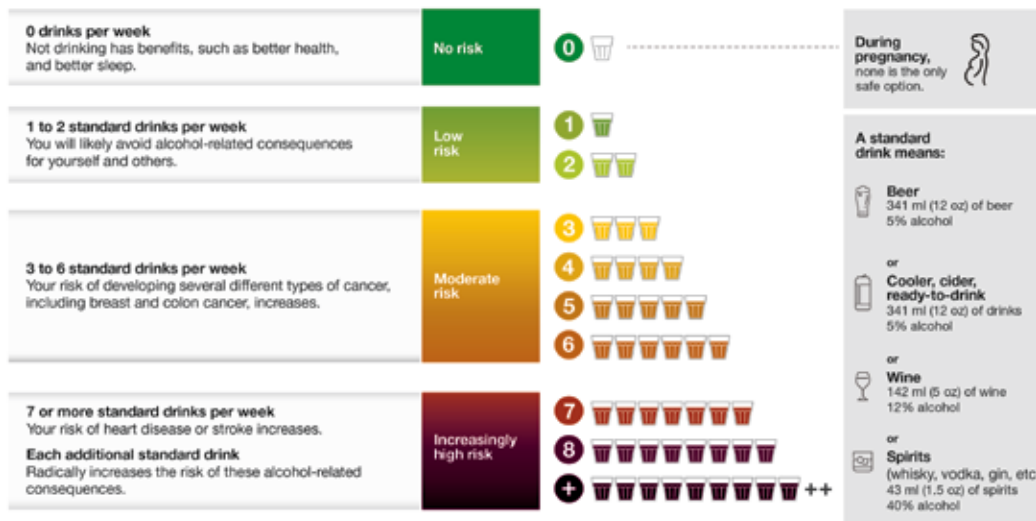 0 drinks per week
Not drinking has benefits, such as better health,
and better sleep.
No risk
0
During
pregnancy,
none is the only
safe option.
1 to 2 standard drinks per week
You will likely avoid alcohol-related consequences
for yourself and others.
Low
risk
1
2
3 to 6 standard drinks per week
Your risk of developing several different types of cancer,
including breast and colon cancer, increases.
Moderate
risk
3
4
5
6
7 or more standard drinks per week
Your risk of heart disease or stroke increases.
Each additional standard drink
Radically increases the risk of these alcohol-related
consequences.
Increasingly
high risk
7
8
+
++
A standard
drink means:
Beer
341 ml (12 oz) of beer
5% alcohol
or
Cooler, cider,
ready-to-drink
341 ml (12 oz) of drinks
5% alcohol
or
Wine
142 ml (5 oz) of wine
12% alcohol
or
Spirits
(whisky, vodka, gin, etc
43 ml (1.5 oz) of spirits
40% alcohol